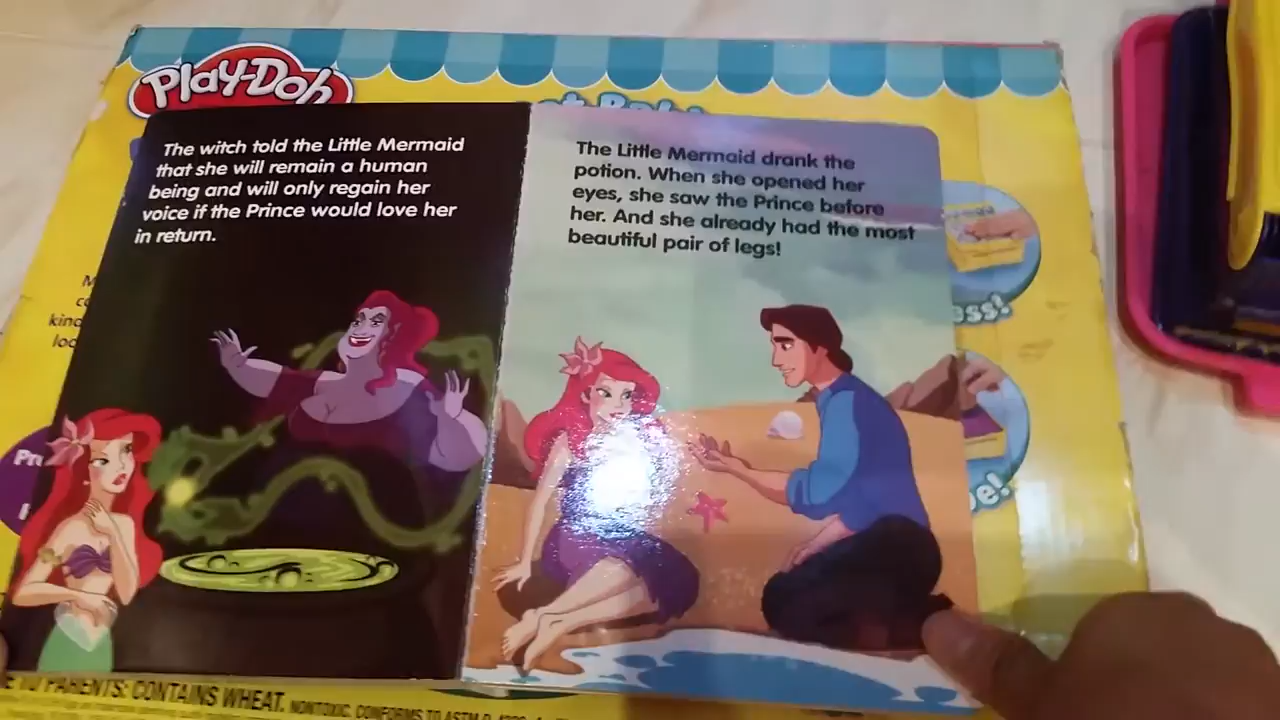 PLAY-DOH
The witch told the Little Mermaid
that she will remain a human
being and will only regain her
voice if the Prince would love her
in return.
The Little Mermaid drank the
potion. When she opened her
eyes, she saw the Prince before
her. And she already had the most
beautiful pair of legs!
TO PARENTS: CONTAINS WHEAT. NONTOXIC. CONFORMS TO ASTM